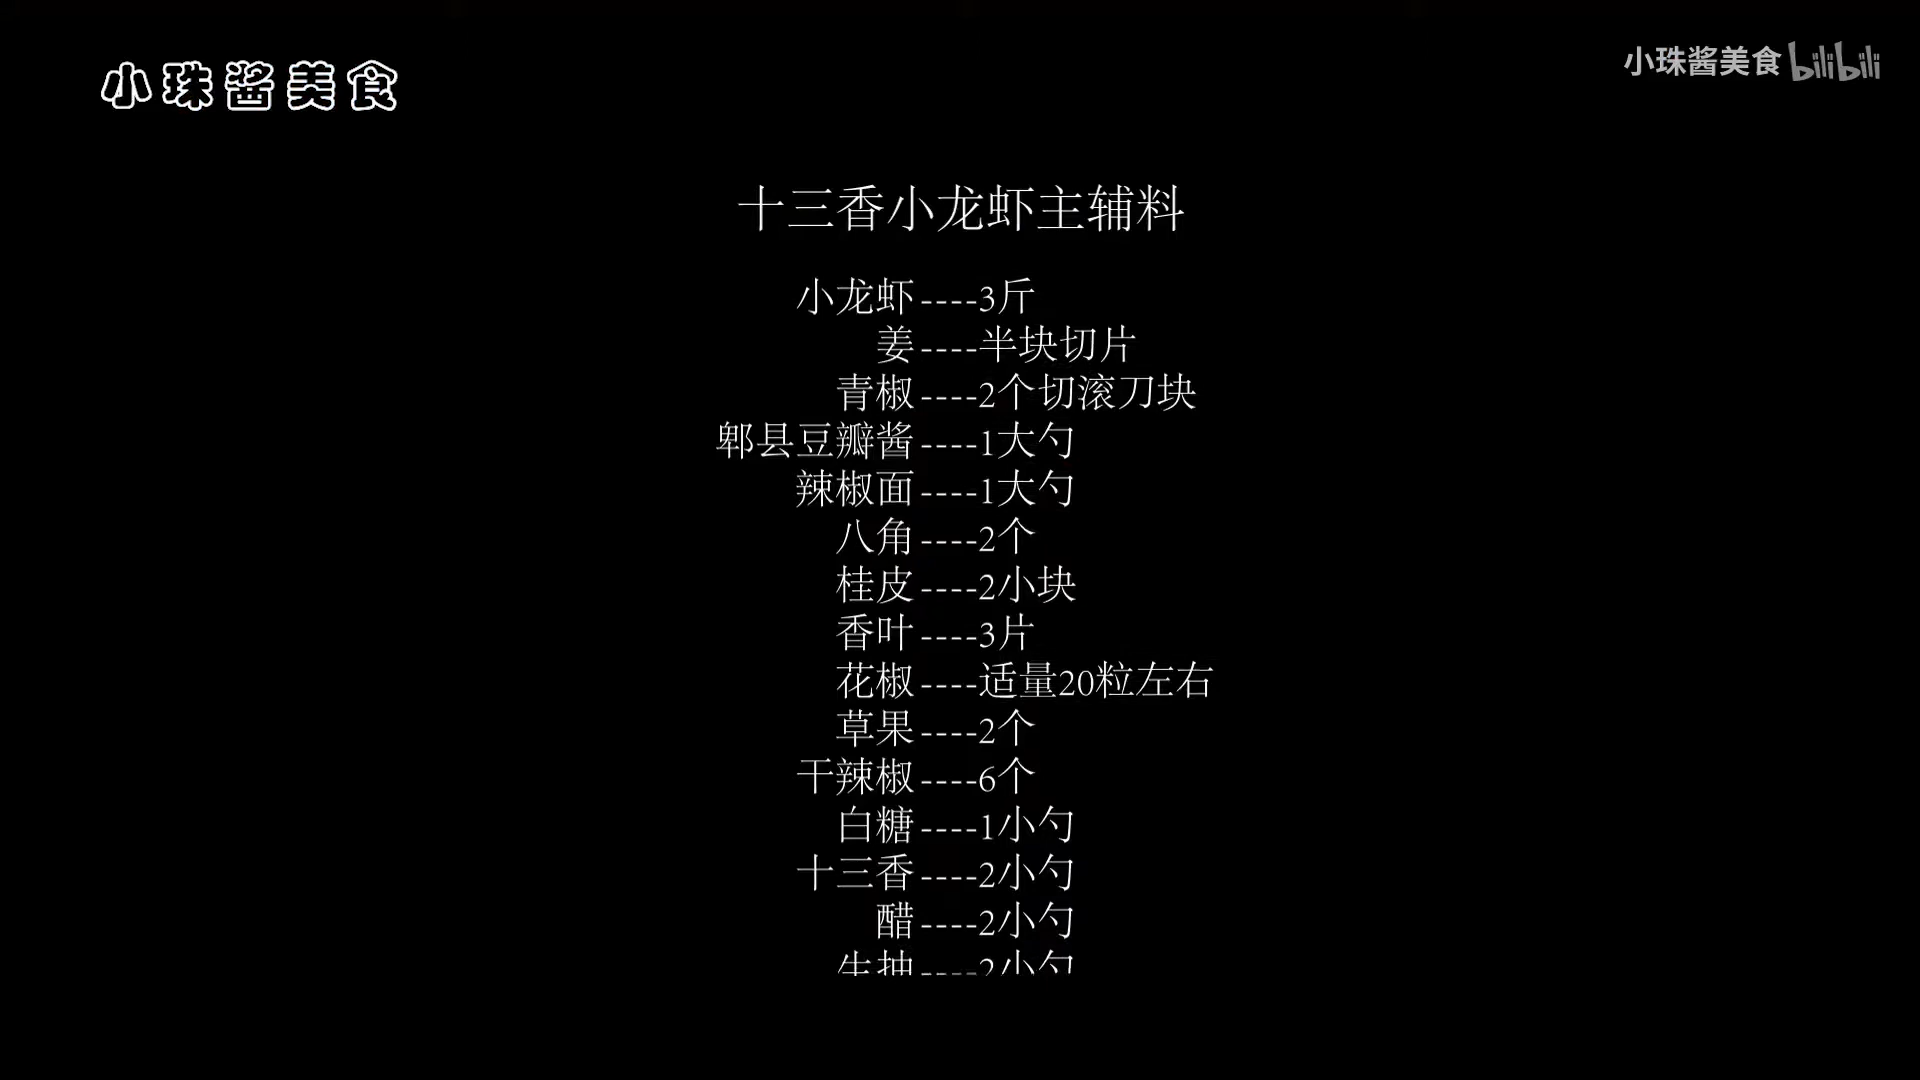 小珠酱美食
小珠酱美食 bilibili
十三香小龙虾主辅料
小龙虾----3斤
姜----半块切片
青椒----2个切滚刀块
郫县豆瓣酱----1大勺
辣椒面----1大勺
八角----2个
桂皮----2小块
香叶----3片
花椒----适量20粒左右
草果----2个
干辣椒----6个
白糖----1小勺
十三香----2小勺
醋----2小勺
生抽----2小勺